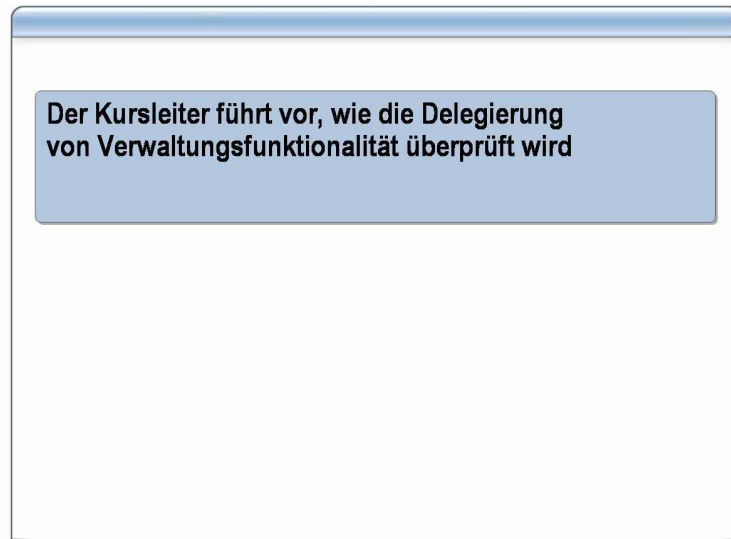 Der Kursleiter führt vor, wie die Delegierung
von Verwaltungsfunktionalität überprüft wird